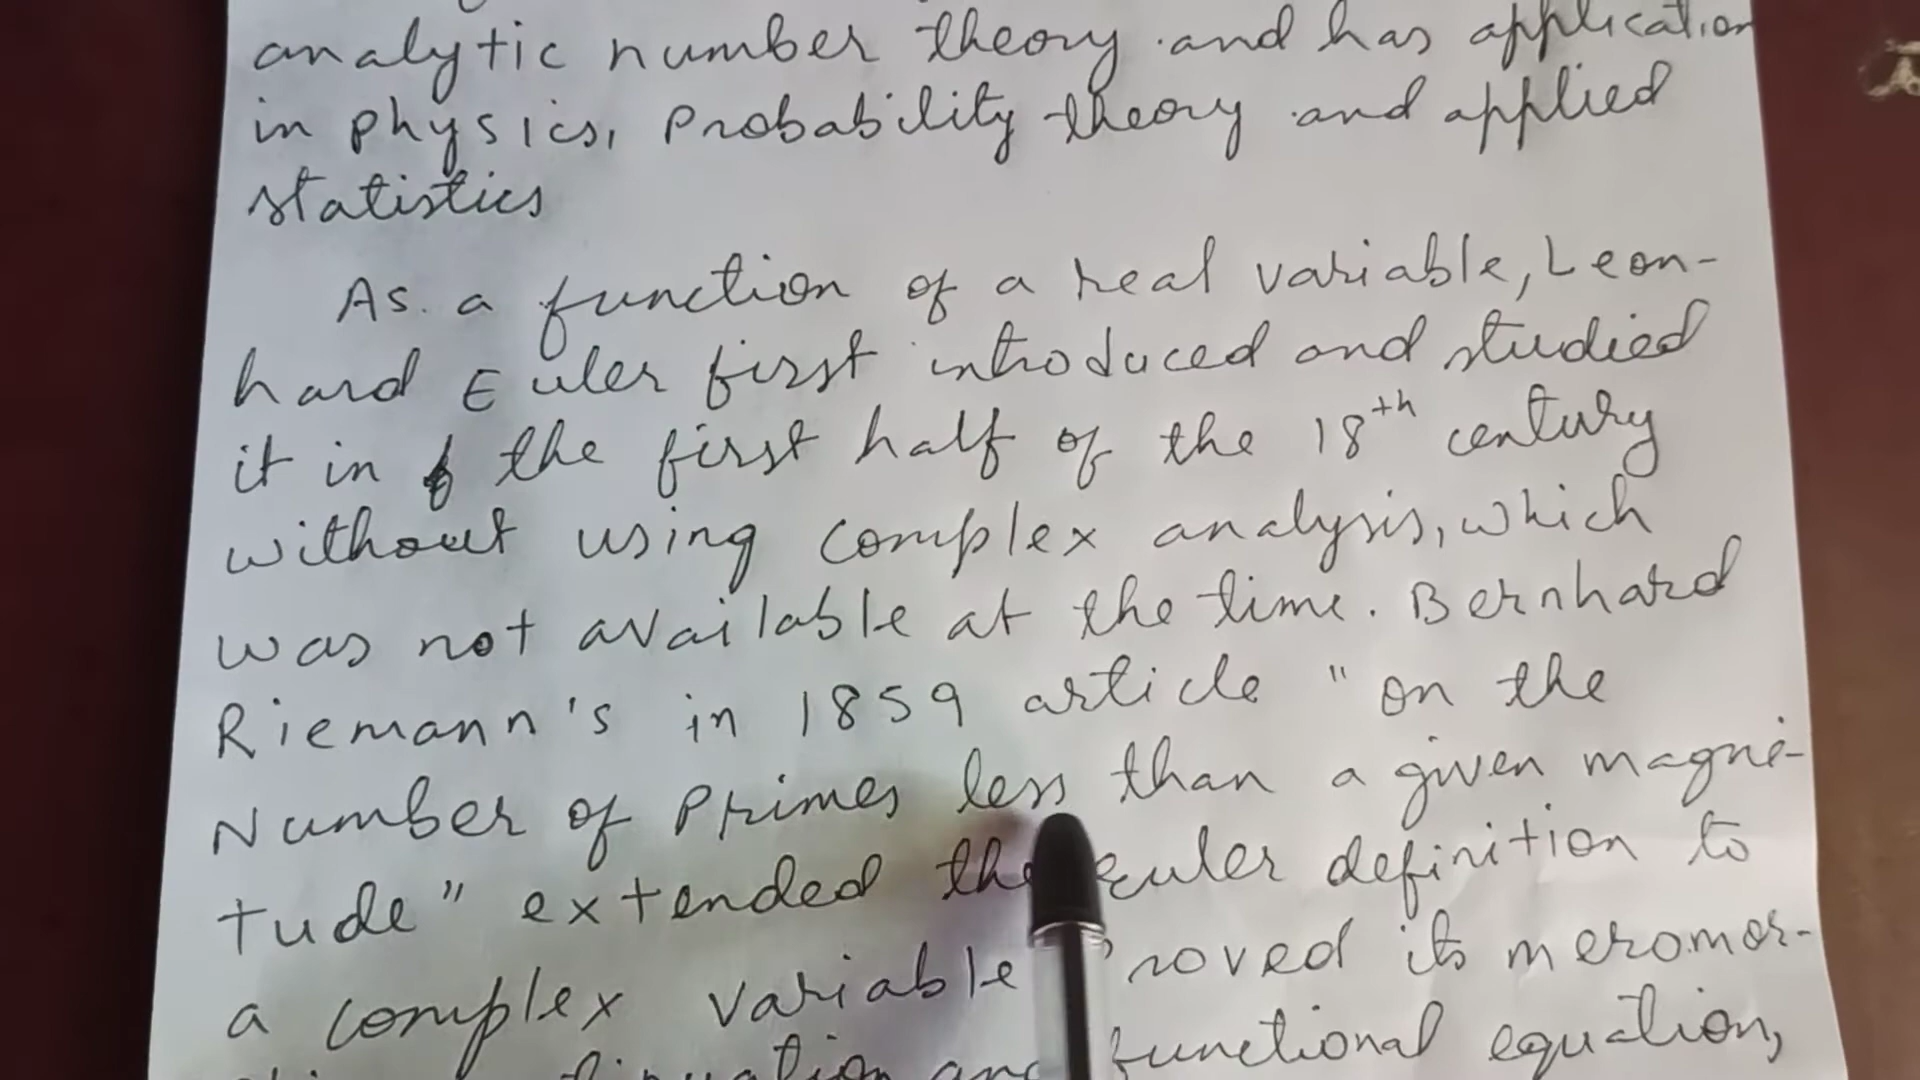 analytic number theory and has application
in physics, Probability theory and applied
statistics
As a function of a real variable, Leon-
hard Euler first introduced and studied
it in the first half of the 18th century
without using complex analysis, which
was not available at the time. Bernhard
Riemann's in 1859 article "on the
Number of Primes less than a given magni-
tude" extended the Euler definition to
a complex variable roved its meromor-
and functional equation,